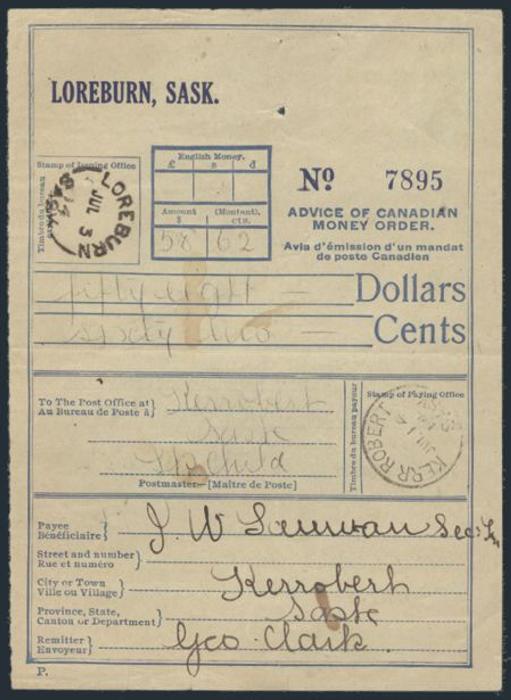 LOREBURN, SASK.
Stamp of Issuing Office
Timbre du bureau
LOREBURN
SASK.
JUL 3
English Money.
£ s d
Amount (Montant).
$ cts.
58 62
No 7895
ADVICE OF CANADIAN
MONEY ORDER.
Avis d'émission d'un mandat
de poste Canadien
fifty eight — Dollars
sixty two — Cents
To The Post Office at
Au Bureau de Poste à
Kerrobert
Sask
Postmaster—[Maître de Poste]
Timbre du bureau payeur
Stamp of Paying Office
KERROBERT
SASK
JUL
Payee
Bénéficiaire
J. W
Street and number
Rue et numéro
City or Town
Ville ou Village
Kerrobert
Province, State,
Canton or Department
Sask
Remitter
Envoyeur
Geo. Clark.
P.